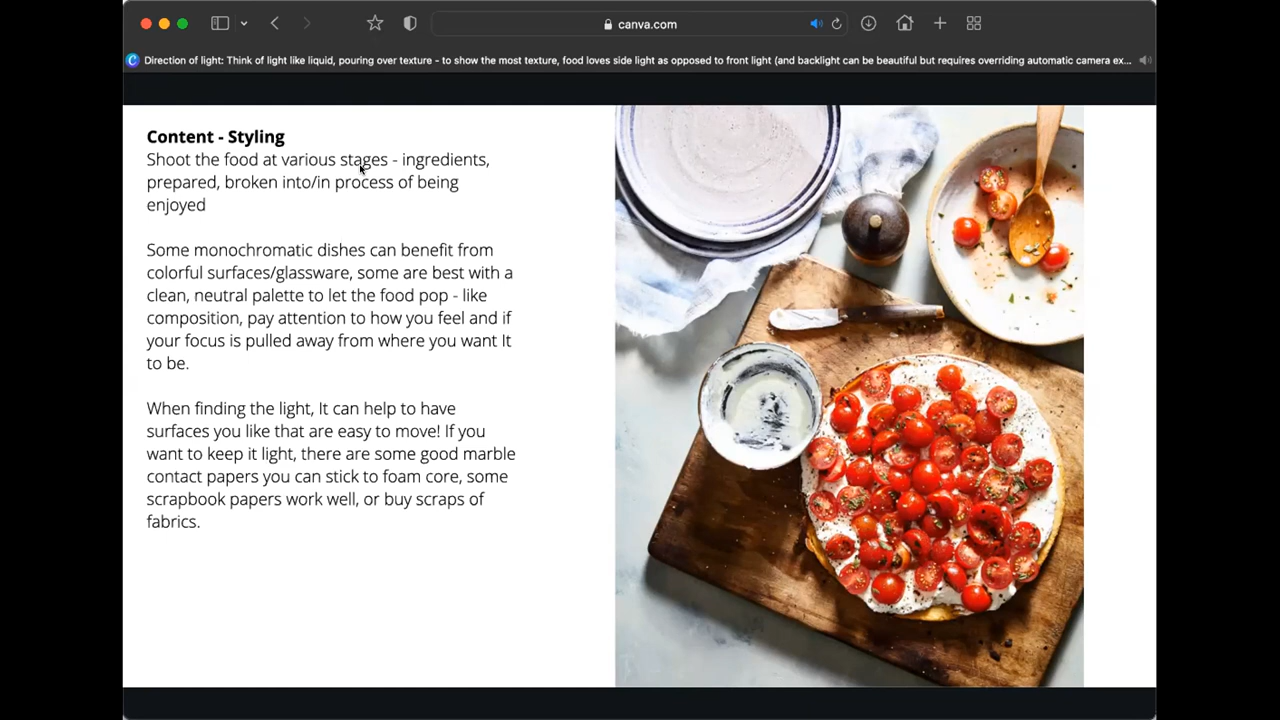 canva.com
Direction of light: Think of light like liquid, pouring over texture - to show the most texture, food loves side light as opposed to front light (and backlight can be beautiful but requires overriding automatic camera ex...
Content - Styling
Shoot the food at various stages - ingredients,
prepared, broken into/in process of being
enjoyed
Some monochromatic dishes can benefit from
colorful surfaces/glassware, some are best with a
clean, neutral palette to let the food pop - like
composition, pay attention to how you feel and if
your focus is pulled away from where you want It
to be.
When finding the light, It can help to have
surfaces you like that are easy to move! If you
want to keep it light, there are some good marble
contact papers you can stick to foam core, some
scrapbook papers work well, or buy scraps of
fabrics.